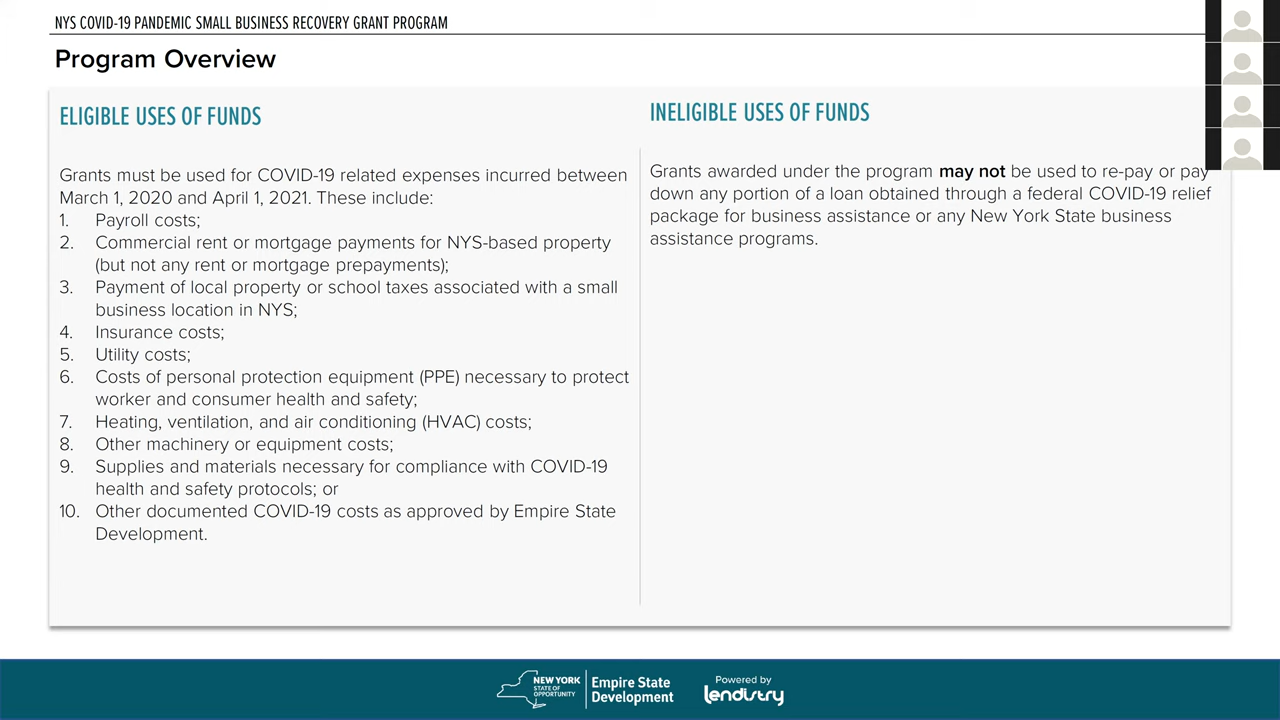 NYS COVID-19 PANDEMIC SMALL BUSINESS RECOVERY GRANT PROGRAM
Program Overview
ELIGIBLE USES OF FUNDS
Grants must be used for COVID-19 related expenses incurred between
March 1, 2020 and April 1, 2021. These include:
1. Payroll costs;
2. Commercial rent or mortgage payments for NYS-based property
(but not any rent or mortgage prepayments);
3. Payment of local property or school taxes associated with a small
business location in NYS;
4. Insurance costs;
5. Utility costs;
6. Costs of personal protection equipment (PPE) necessary to protect
worker and consumer health and safety;
7. Heating, ventilation, and air conditioning (HVAC) costs;
8. Other machinery or equipment costs;
9. Supplies and materials necessary for compliance with COVID-19
health and safety protocols; or
10. Other documented COVID-19 costs as approved by Empire State
Development.
INELIGIBLE USES OF FUNDS
Grants awarded under the program may not be used to re-pay or pay
down any portion of a loan obtained through a federal COVID-19 relief
package for business assistance or any New York State business
assistance programs.
NEW YORK
STATE OF
OPPORTUNITY
Empire State
Development
Powered by
lendistry